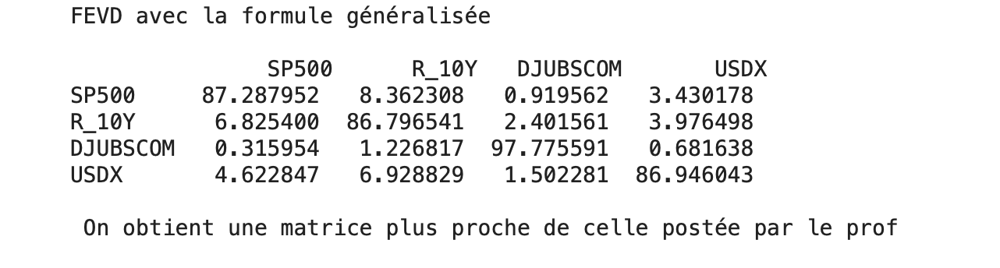 FEVD avec la formule généralisée
SP500 R_10Y DJUBSCOM USDX
SP500 87.287952 8.362308 0.919562 3.430178
R_10Y 6.825400 86.796541 2.401561 3.976498
DJUBSCOM 0.315954 1.226817 97.775591 0.681638
USDX 4.622847 6.928829 1.502281 86.946043
On obtient une matrice plus proche de celle postée par le prof